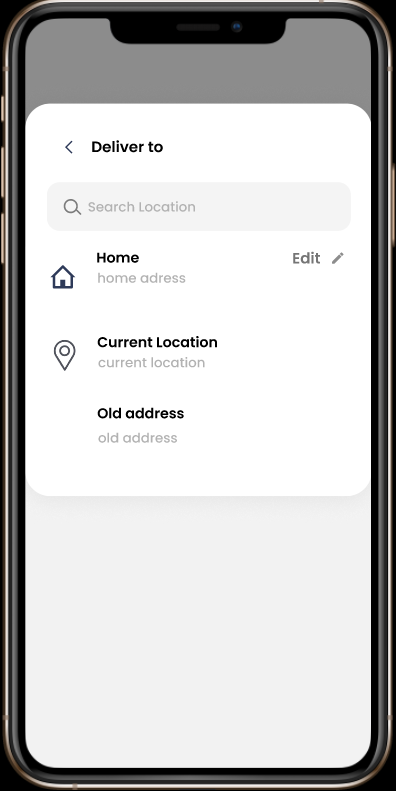 Deliver to
Search Location
Home
Edit
home adress
Current Location
current location
Old address
old address